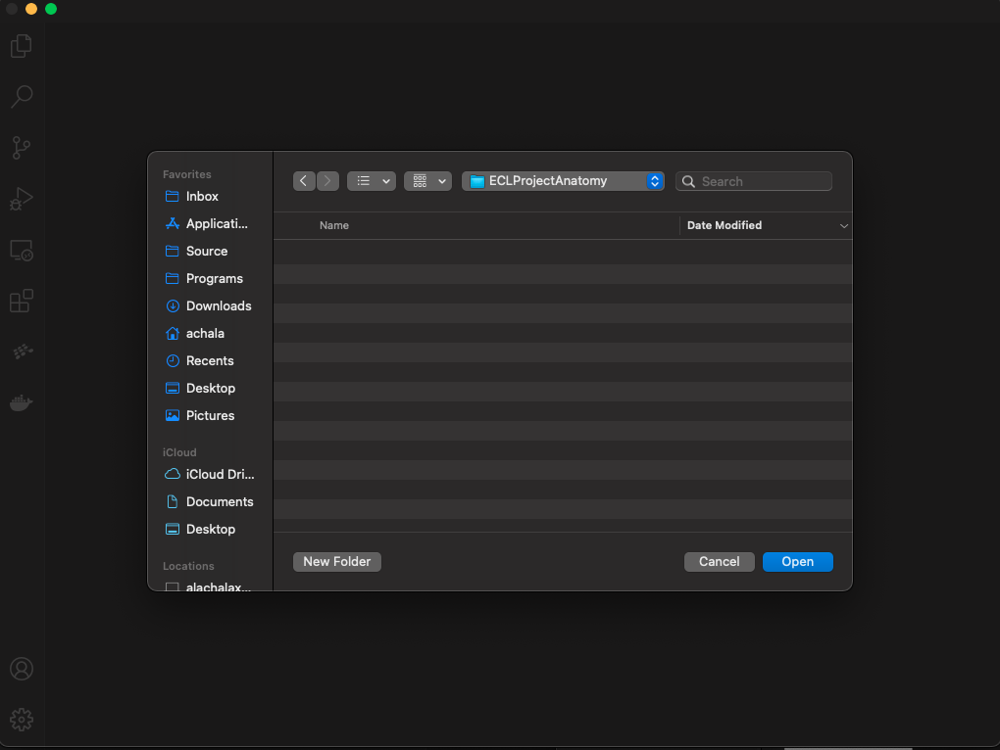 Favorites
Inbox
Applicati...
Source
Programs
Downloads
achala
Recents
Desktop
Pictures
iCloud
iCloud Dri...
Documents
Desktop
Locations
alachalax...
ECLProjectAnatomy
Search
Name
Date Modified
New Folder
Cancel
Open